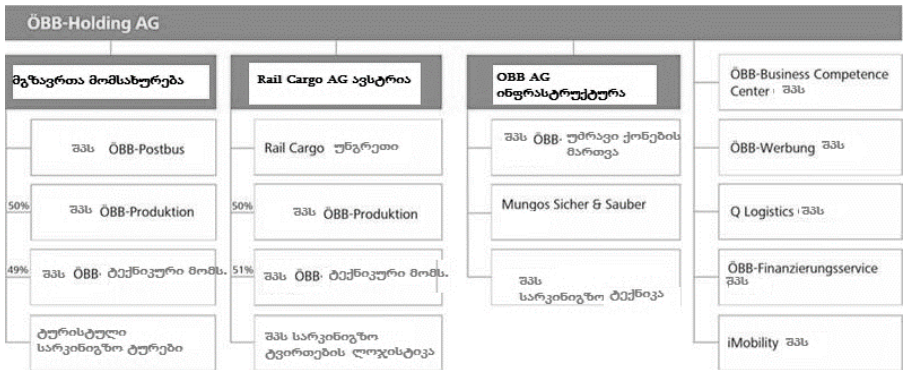 ÖBB-Holding AG
მგზავრთა მომსახურება
შპს ÖBB-Postbus
50%
შპს ÖBB-Produktion
49%
შპს ÖBB- ტექნიკური მომს.
ტურისტული
სარკინიგზო ტურები
Rail Cargo AG ავსტრია
Rail Cargo უნგრეთი
50%
შპს ÖBB-Produktion
51%
შპს ÖBB- ტექნიკური მომს.
შპს სარკინიგზო
ტვირთების ლოჯისტიკა
OBB AG
ინფრასტრუქტურა
შპს ÖBB- უძრავი ქონების
მართვა
Mungos Sicher & Sauber
შპს
სარკინიგზო ტექნიკა
ÖBB-Business Competence
Center შპს
ÖBB-Werbung შპს
Q Logistics შპს
ÖBB-Finanzierungsservice
შპს
iMobility შპს